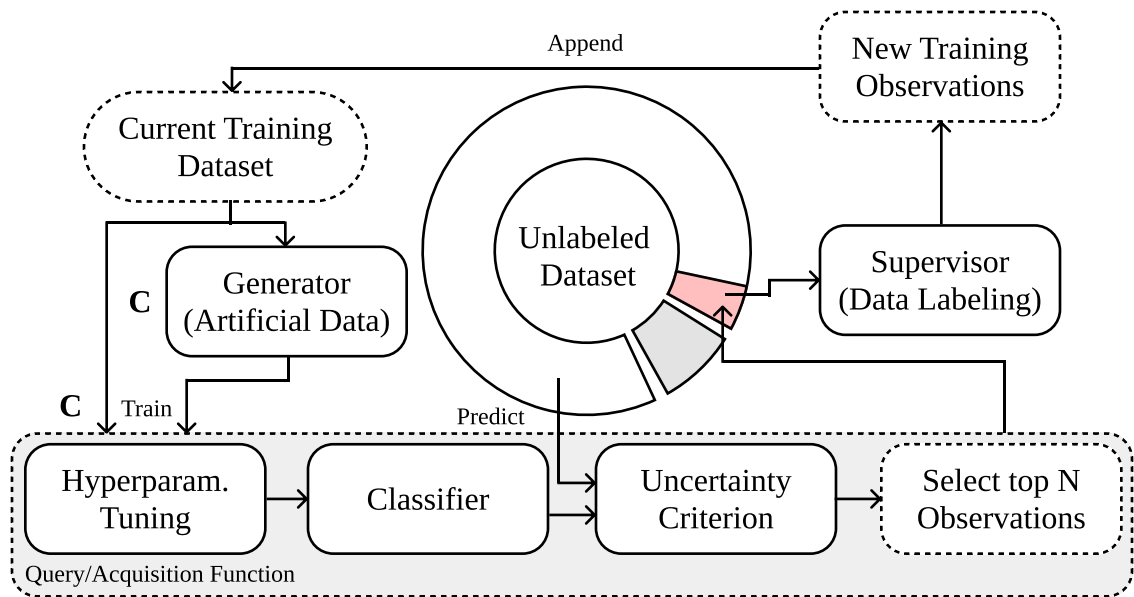 Append
New Training
Observations
Current Training
Dataset
Unlabeled
Dataset
Supervisor
(Data Labeling)
C
Generator
(Artificial Data)
C
Train
Predict
Hyperparam.
Tuning
Classifier
Uncertainty
Criterion
Select top N
Observations
Query/Acquisition Function